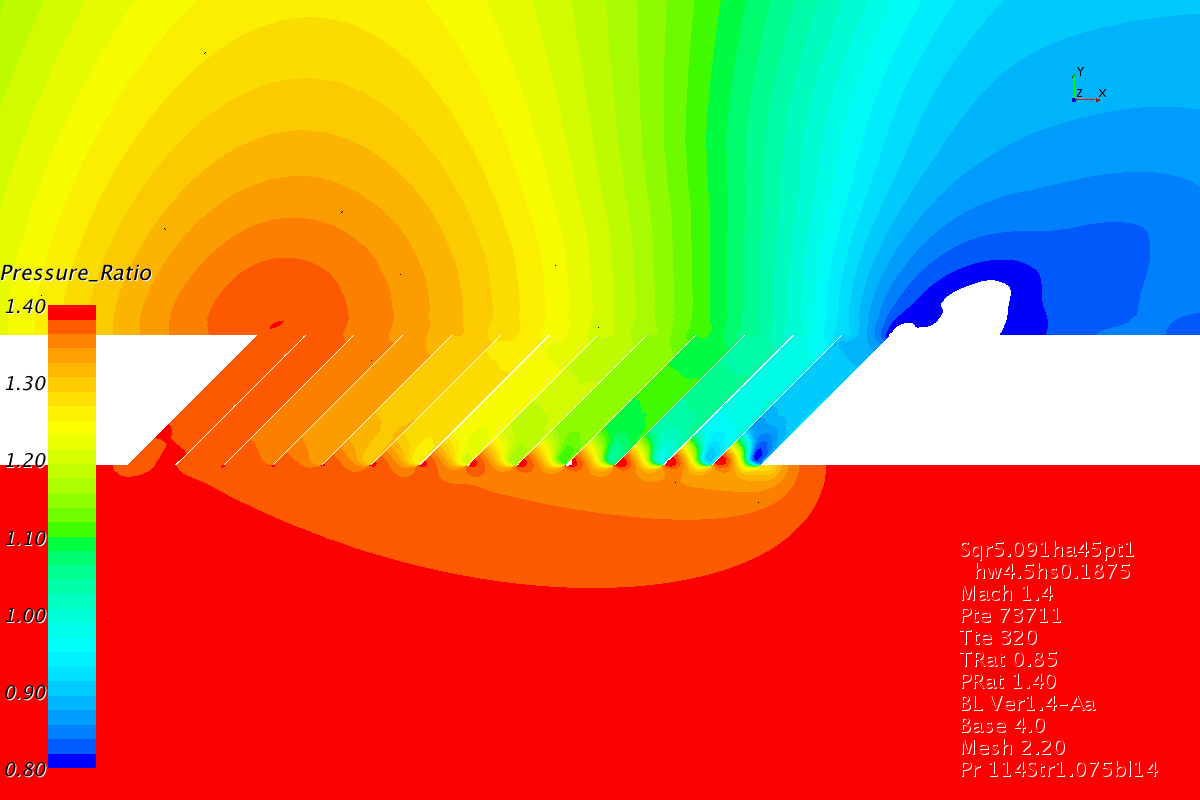 Y
Z X
Pressure_Ratio
1.40
1.30
1.20
1.10
1.00
0.90
0.80
Sqr5.091ha45pt1
hw4.5hs0.1875
Mach 1.4
Pte 73711
Tte 320
TRat 0.85
PRat 1.40
BL Ver1.4-Aa
Base 4.0
Mesh 2.20
Pr 114Str1.075bl14